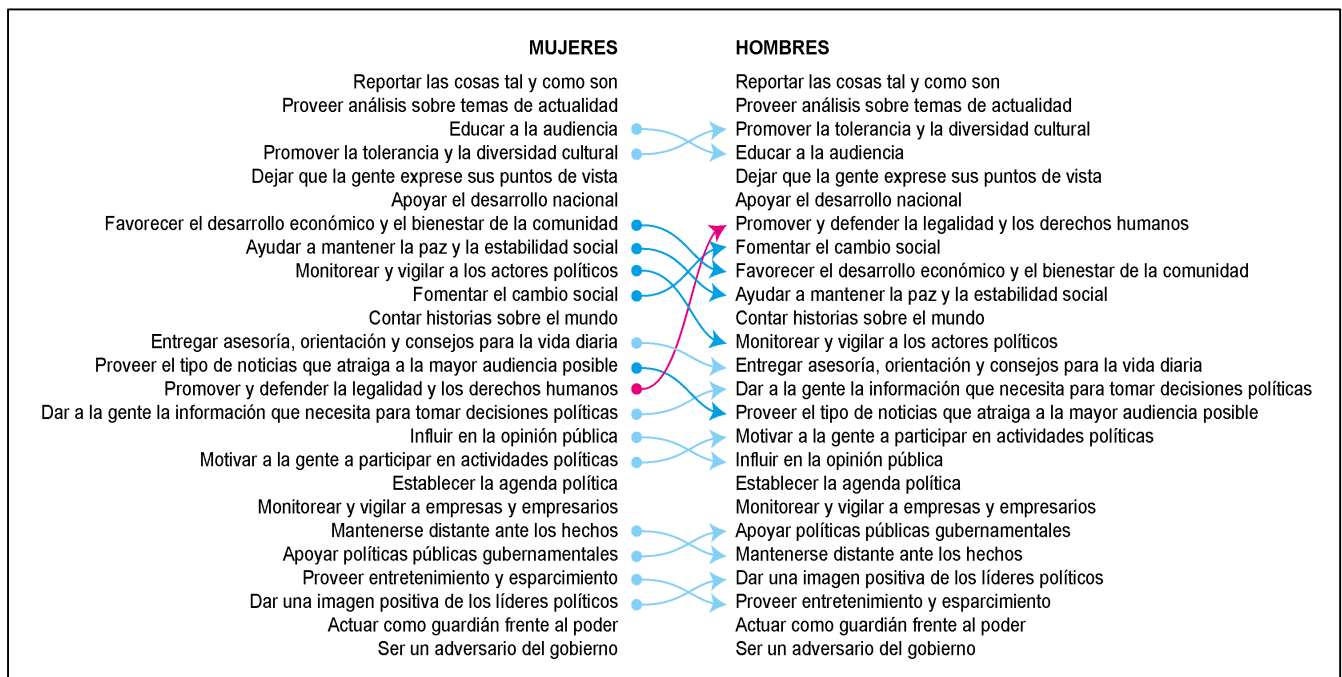 MUJERES HOMBRES
Reportar las cosas tal y como son Reportar las cosas tal y como son
Proveer análisis sobre temas de actualidad Proveer análisis sobre temas de actualidad
Educar a la audiencia Promover la tolerancia y la diversidad cultural
Promover la tolerancia y la diversidad cultural Educar a la audiencia
Dejar que la gente exprese sus puntos de vista Dejar que la gente exprese sus puntos de vista
Apoyar el desarrollo nacional Apoyar el desarrollo nacional
Favorecer el desarrollo económico y el bienestar de la comunidad Promover y defender la legalidad y los derechos humanos
Ayudar a mantener la paz y la estabilidad social Fomentar el cambio social
Monitorear y vigilar a los actores políticos Favorecer el desarrollo económico y el bienestar de la comunidad
Fomentar el cambio social Ayudar a mantener la paz y la estabilidad social
Contar historias sobre el mundo Contar historias sobre el mundo
Entregar asesoría, orientación y consejos para la vida diaria Monitorear y vigilar a los actores políticos
Proveer el tipo de noticias que atraiga a la mayor audiencia posible Entregar asesoría, orientación y consejos para la vida diaria
Promover y defender la legalidad y los derechos humanos Dar a la gente la información que necesita para tomar decisiones políticas
Dar a la gente la información que necesita para tomar decisiones políticas Proveer el tipo de noticias que atraiga a la mayor audiencia posible
Influir en la opinión pública Motivar a la gente a participar en actividades políticas
Motivar a la gente a participar en actividades políticas Influir en la opinión pública
Establecer la agenda política Establecer la agenda política
Monitorear y vigilar a empresas y empresarios Monitorear y vigilar a empresas y empresarios
Mantenerse distante ante los hechos Apoyar políticas públicas gubernamentales
Apoyar políticas públicas gubernamentales Mantenerse distante ante los hechos
Proveer entretenimiento y esparcimiento Dar una imagen positiva de los líderes políticos
Dar una imagen positiva de los líderes políticos Proveer entretenimiento y esparcimiento
Actuar como guardián frente al poder Actuar como guardián frente al poder
Ser un adversario del gobierno Ser un adversario del gobierno